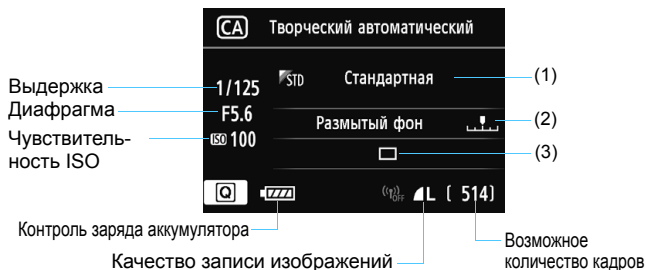 CA Творческий автоматический
STD Стандартная
(1)
Выдержка
1/125
Диафрагма
F5.6
Размытый фон
(2)
Чувствитель-
ность ISO
ISO 100
(3)
Q
OFF
L [ 514]
Контроль заряда аккумулятора
Качество записи изображений
Возможное
количество кадров